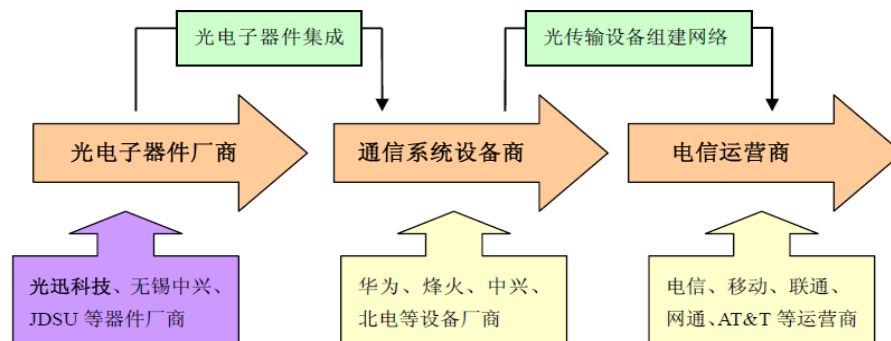 光电子器件集成
光传输设备组建网络
光电子器件厂商
通信系统设备商
电信运营商
光迅科技、无锡中兴、
JDSU 等器件厂商
华为、烽火、中兴、
北电等设备厂商
电信、移动、联通、
网通、AT&T 等运营商